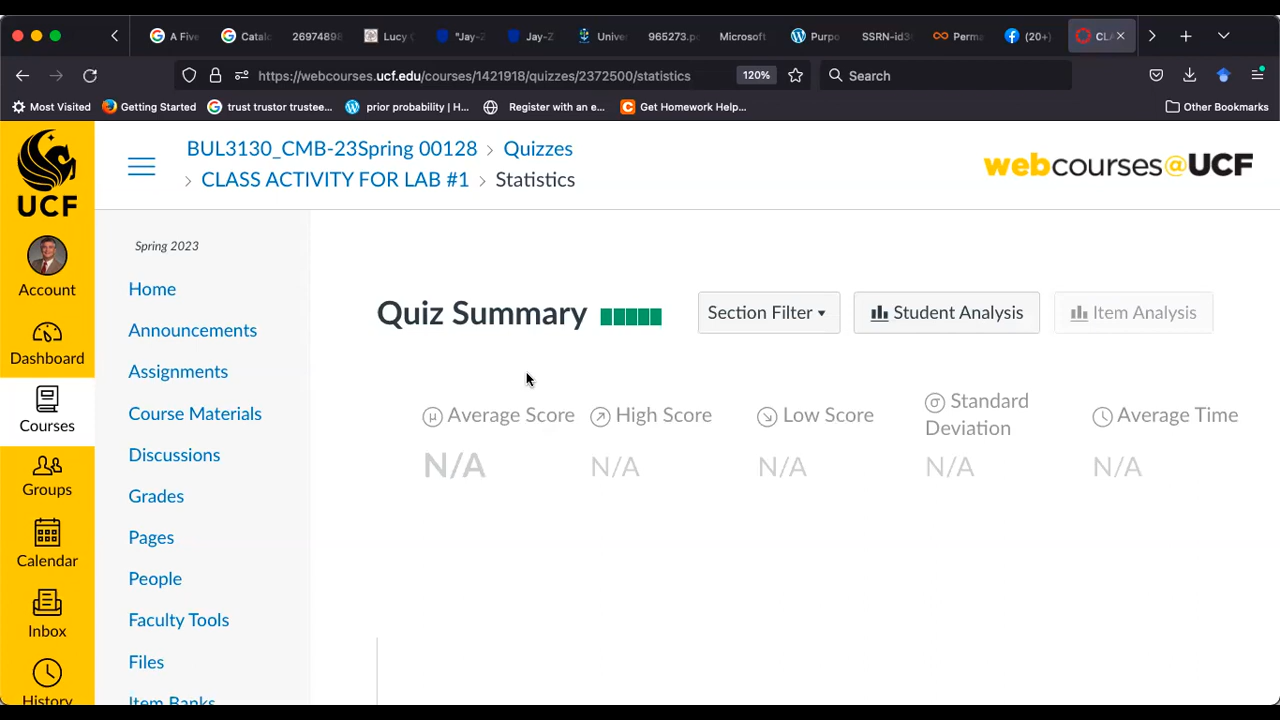 A Five
Catalo
26974898
Lucy (
"Jay-Z
Jay-Z
Univer
965273.p
Microsoft
Purpo
SSRN-id3
Perma
(20+)
CLA
https://webcourses.ucf.edu/courses/1421918/quizzes/2372500/statistics
120%
Search
Most Visited
Getting Started
trust trustor trustee...
prior probability | H...
Register with an e...
Get Homework Help...
Other Bookmarks
UCF
BUL3130_CMB-23Spring 00128 > Quizzes
> CLASS ACTIVITY FOR LAB #1 > Statistics
webcourses@UCF
Account
Dashboard
Courses
Groups
Calendar
Inbox
History
Spring 2023
Home
Announcements
Assignments
Course Materials
Discussions
Grades
Pages
People
Faculty Tools
Files
Item Banks
Quiz Summary
Section Filter
Student Analysis
Item Analysis
Average Score
High Score
Low Score
Standard Deviation
Average Time
N/A
N/A
N/A
N/A
N/A